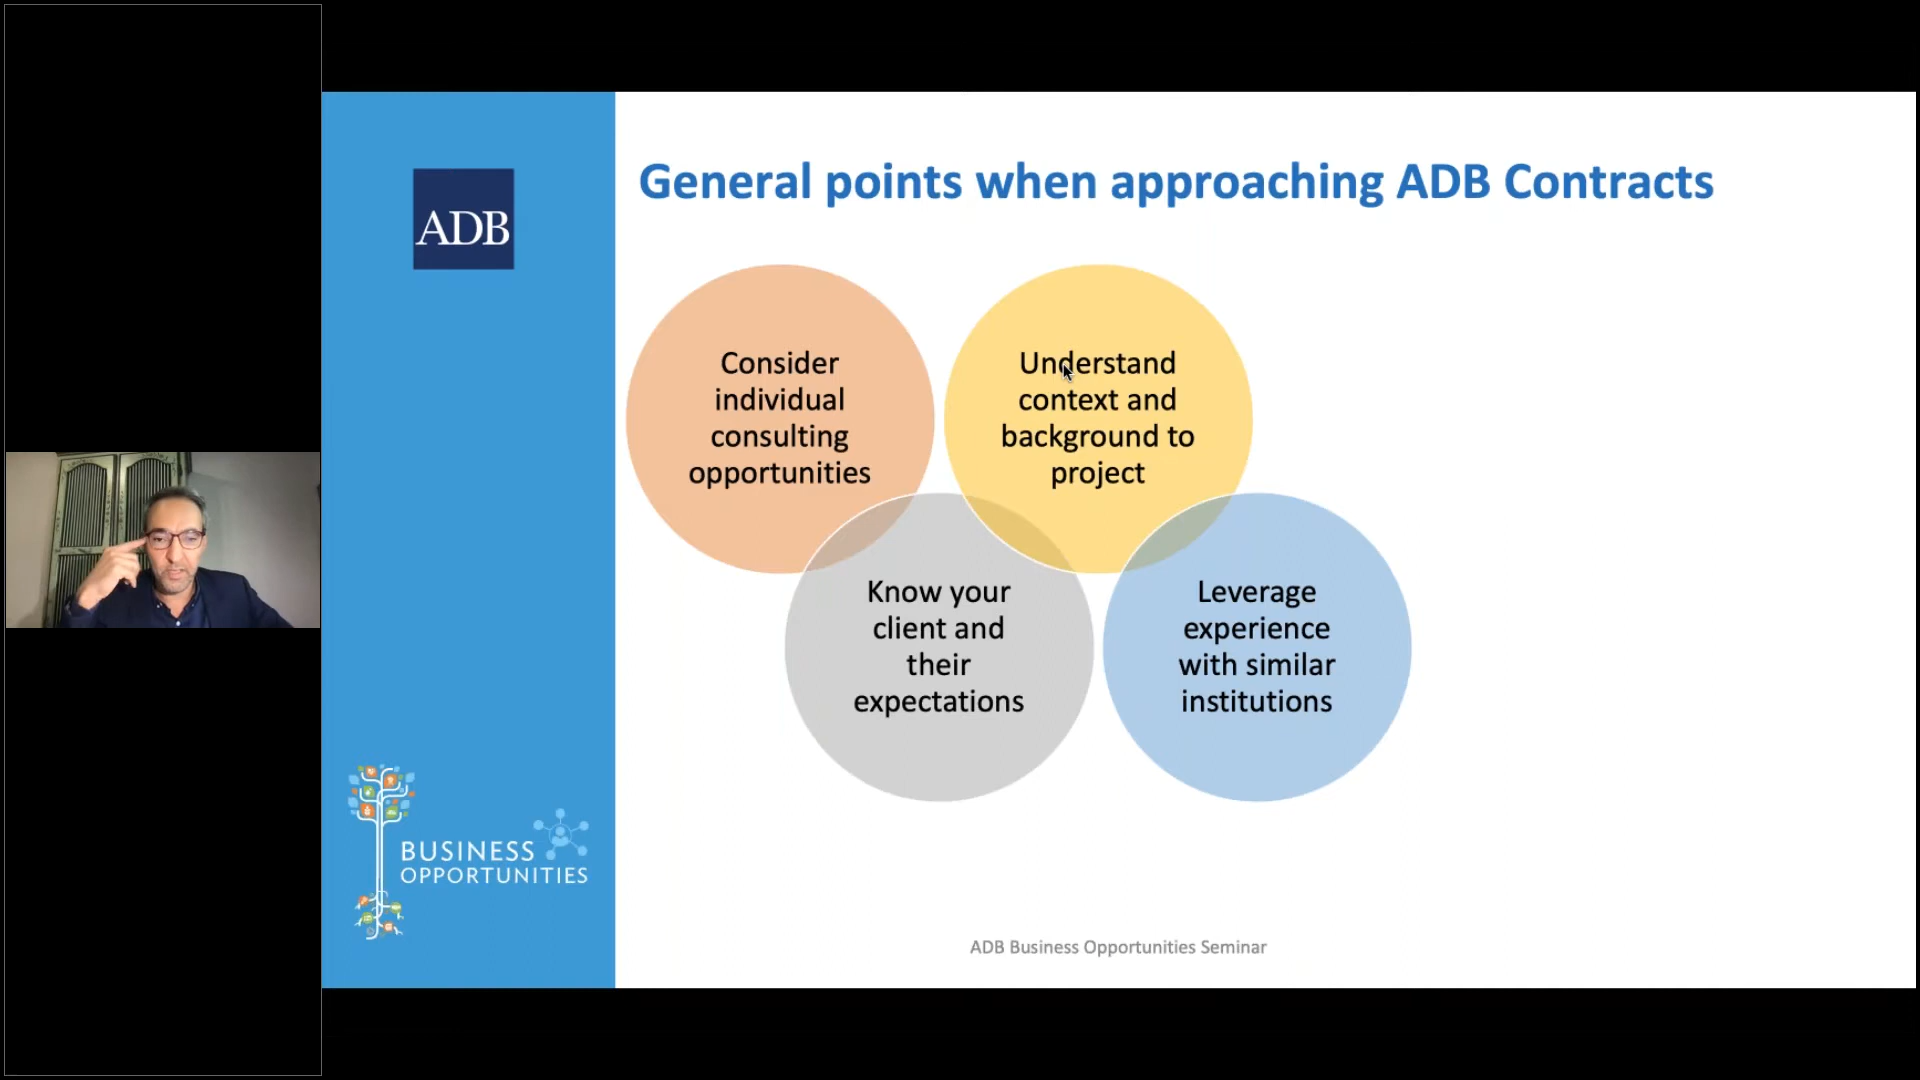 ADB
General points when approaching ADB Contracts
Consider
individual
consulting
opportunities
Understand
context and
background to
project
Know your
client and
their
expectations
Leverage
experience
with similar
institutions
BUSINESS
OPPORTUNITIES
ADB Business Opportunities Seminar